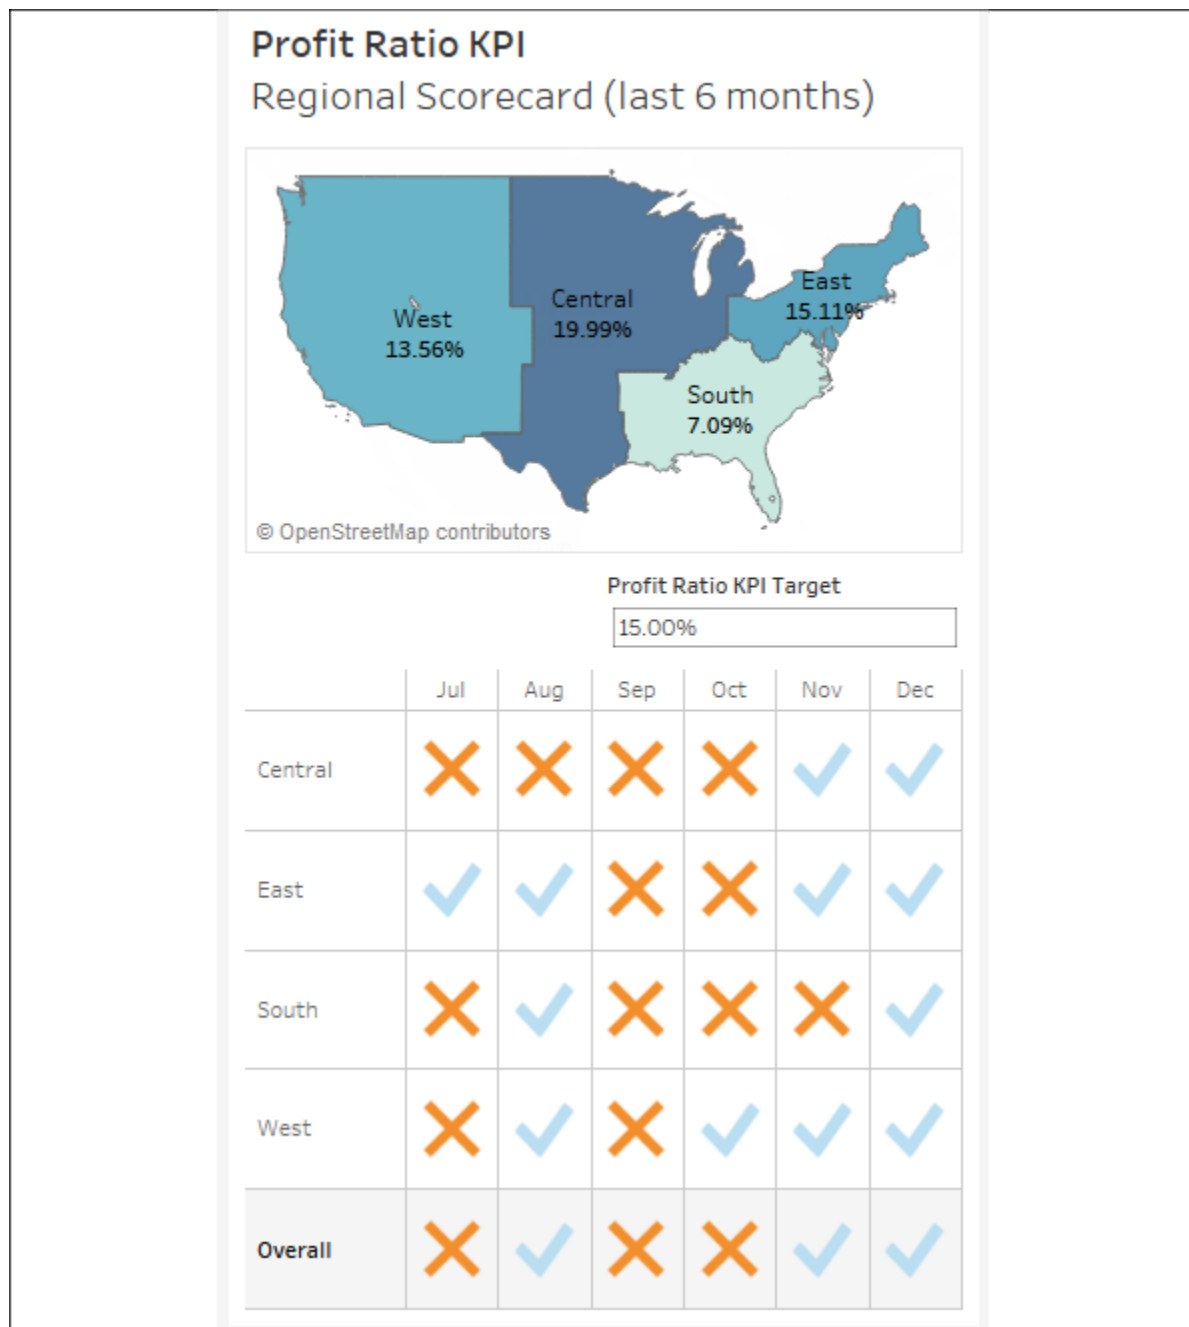 Profit Ratio KPI
Regional Scorecard (last 6 months)
West
13.56%
Central
19.99%
East
15.11%
South
7.09%
© OpenStreetMap contributors
Profit Ratio KPI Target
15.00%
Jul Aug Sep Oct Nov Dec
Central
East
South
West
Overall